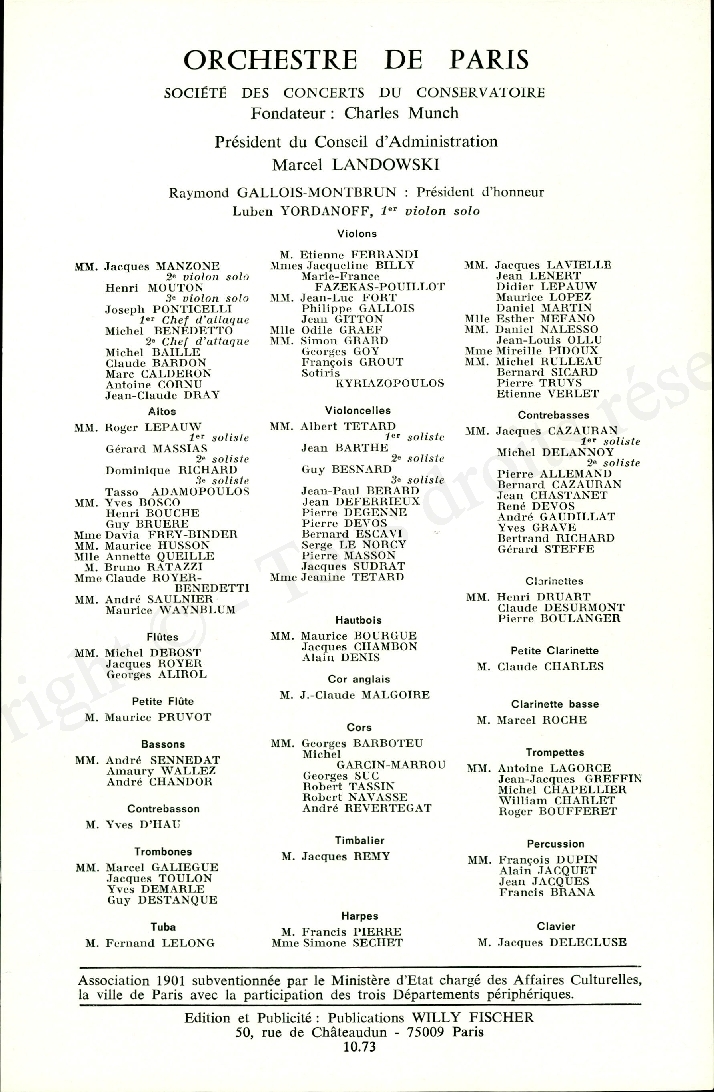 ORCHESTRE DE PARIS
SOCIÉTÉ DES CONCERTS DU CONSERVATOIRE
Fondateur : Charles Munch
Président du Conseil d'Administration
Marcel LANDOWSKI
Raymond GALLOIS-MONTBRUN : Président d'honneur
Luben YORDANOFF, 1er violon solo
Violons
MM. Jacques MANZONE
2e violon solo
Henri MOUTON
3e violon solo
Joseph PONTICELLI
1er Chef d'attaque
Michel BENEDETTO
2e Chef d'attaque
Michel BAILLE
Claude BARDON
Marc CALDERON
Antoine CORNU
Jean-Claude DRAY
M. Etienne FERRANDI
Mmes Jacqueline BILLY
Marie-France
FAZEKAS-POUILLOT
MM. Jean-Luc FORT
Philippe GALLOIS
Jean GITTON
Mlle Odile GRAEF
MM. Simon GRARD
Georges GOY
François GROUT
Sotiris
KYRIAZOPOULOS
MM. Jacques LAVIELLE
Jean LENERT
Didier LEPAUW
Maurice LOPEZ
Daniel MARTIN
Mlle Esther MEFANO
MM. Daniel NALESSO
Jean-Louis OLLU
Mme Mireille PIDOUX
MM. Michel RULLEAU
Bernard SICARD
Pierre TRUYS
Etienne VERLET
Altos
MM. Roger LEPAUW
1er soliste
Gérard MASSIAS
2e soliste
Dominique RICHARD
3e soliste
Tasso ADAMOPOULOS
MM. Yves BOSCO
Henri BOUCHE
Guy BRUERE
Mme Davia FREY-BINDER
MM. Maurice HUSSON
Mlle Annette QUEILLE
M. Bruno RATAZZI
Mme Claude ROYER-
BENEDETTI
MM. André SAULNIER
Maurice WAYNBLUM
Violoncelles
MM. Albert TETARD
1er soliste
Jean BARTHE
2e soliste
Guy BESNARD
3e soliste
Jean-Paul BERARD
Jean DEFERRIEUX
Pierre DEGENNE
Pierre DEVOS
Bernard ESCAVI
Serge LE NORCY
Pierre MASSON
Jacques SUDRAT
Mme Jeanine TETARD
Contrebasses
MM. Jacques CAZAURAN
1er soliste
Michel DELANNOY
2e soliste
Pierre ALLEMAND
Bernard CAZAURAN
Jean CHASTANET
René DEVOS
André GAUDILLAT
Yves GRAVE
Bertrand RICHARD
Gérard STEFFE
Clarinettes
MM. Henri DRUART
Claude DESURMONT
Pierre BOULANGER
Flûtes
MM. Michel DEBOST
Jacques ROYER
Georges ALIROL
Hautbois
MM. Maurice BOURGUE
Jacques CHAMBON
Alain DENIS
Petite Clarinette
M. Claude CHARLES
Petite Flûte
M. Maurice PRUVOT
Cor anglais
M. J.-Claude MALGOIRE
Clarinette basse
M. Marcel ROCHE
Bassons
MM. André SENNEDAT
Amaury WALLEZ
André CHANDOR
Cors
MM. Georges BARBOTEU
Michel
GARCIN-MARROU
Georges SUC
Robert TASSIN
Robert NAVASSE
André REVERTEGAT
Trompettes
MM. Antoine LAGORCE
Jean-Jacques GREFFIN
Michel CHAPELLIER
William CHARLET
Roger BOUFFERET
Contrebasson
M. Yves D'HAU
Timbalier
M. Jacques REMY
Percussion
MM. François DUPIN
Alain JACQUET
Jean JACQUES
Francis BRANA
Trombones
MM. Marcel GALIEGUE
Jacques TOULON
Yves DEMARLE
Guy DESTANQUE
Tuba
M. Fernand LELONG
Harpes
M. Francis PIERRE
Mme Simone SECHET
Clavier
M. Jacques DELECLUSE
Association 1901 subventionnée par le Ministère d'Etat chargé des Affaires Culturelles,
la ville de Paris avec la participation des trois Départements périphériques.
Edition et Publicité : Publications WILLY FISCHER
50, rue de Châteaudun - 75009 Paris
10.73